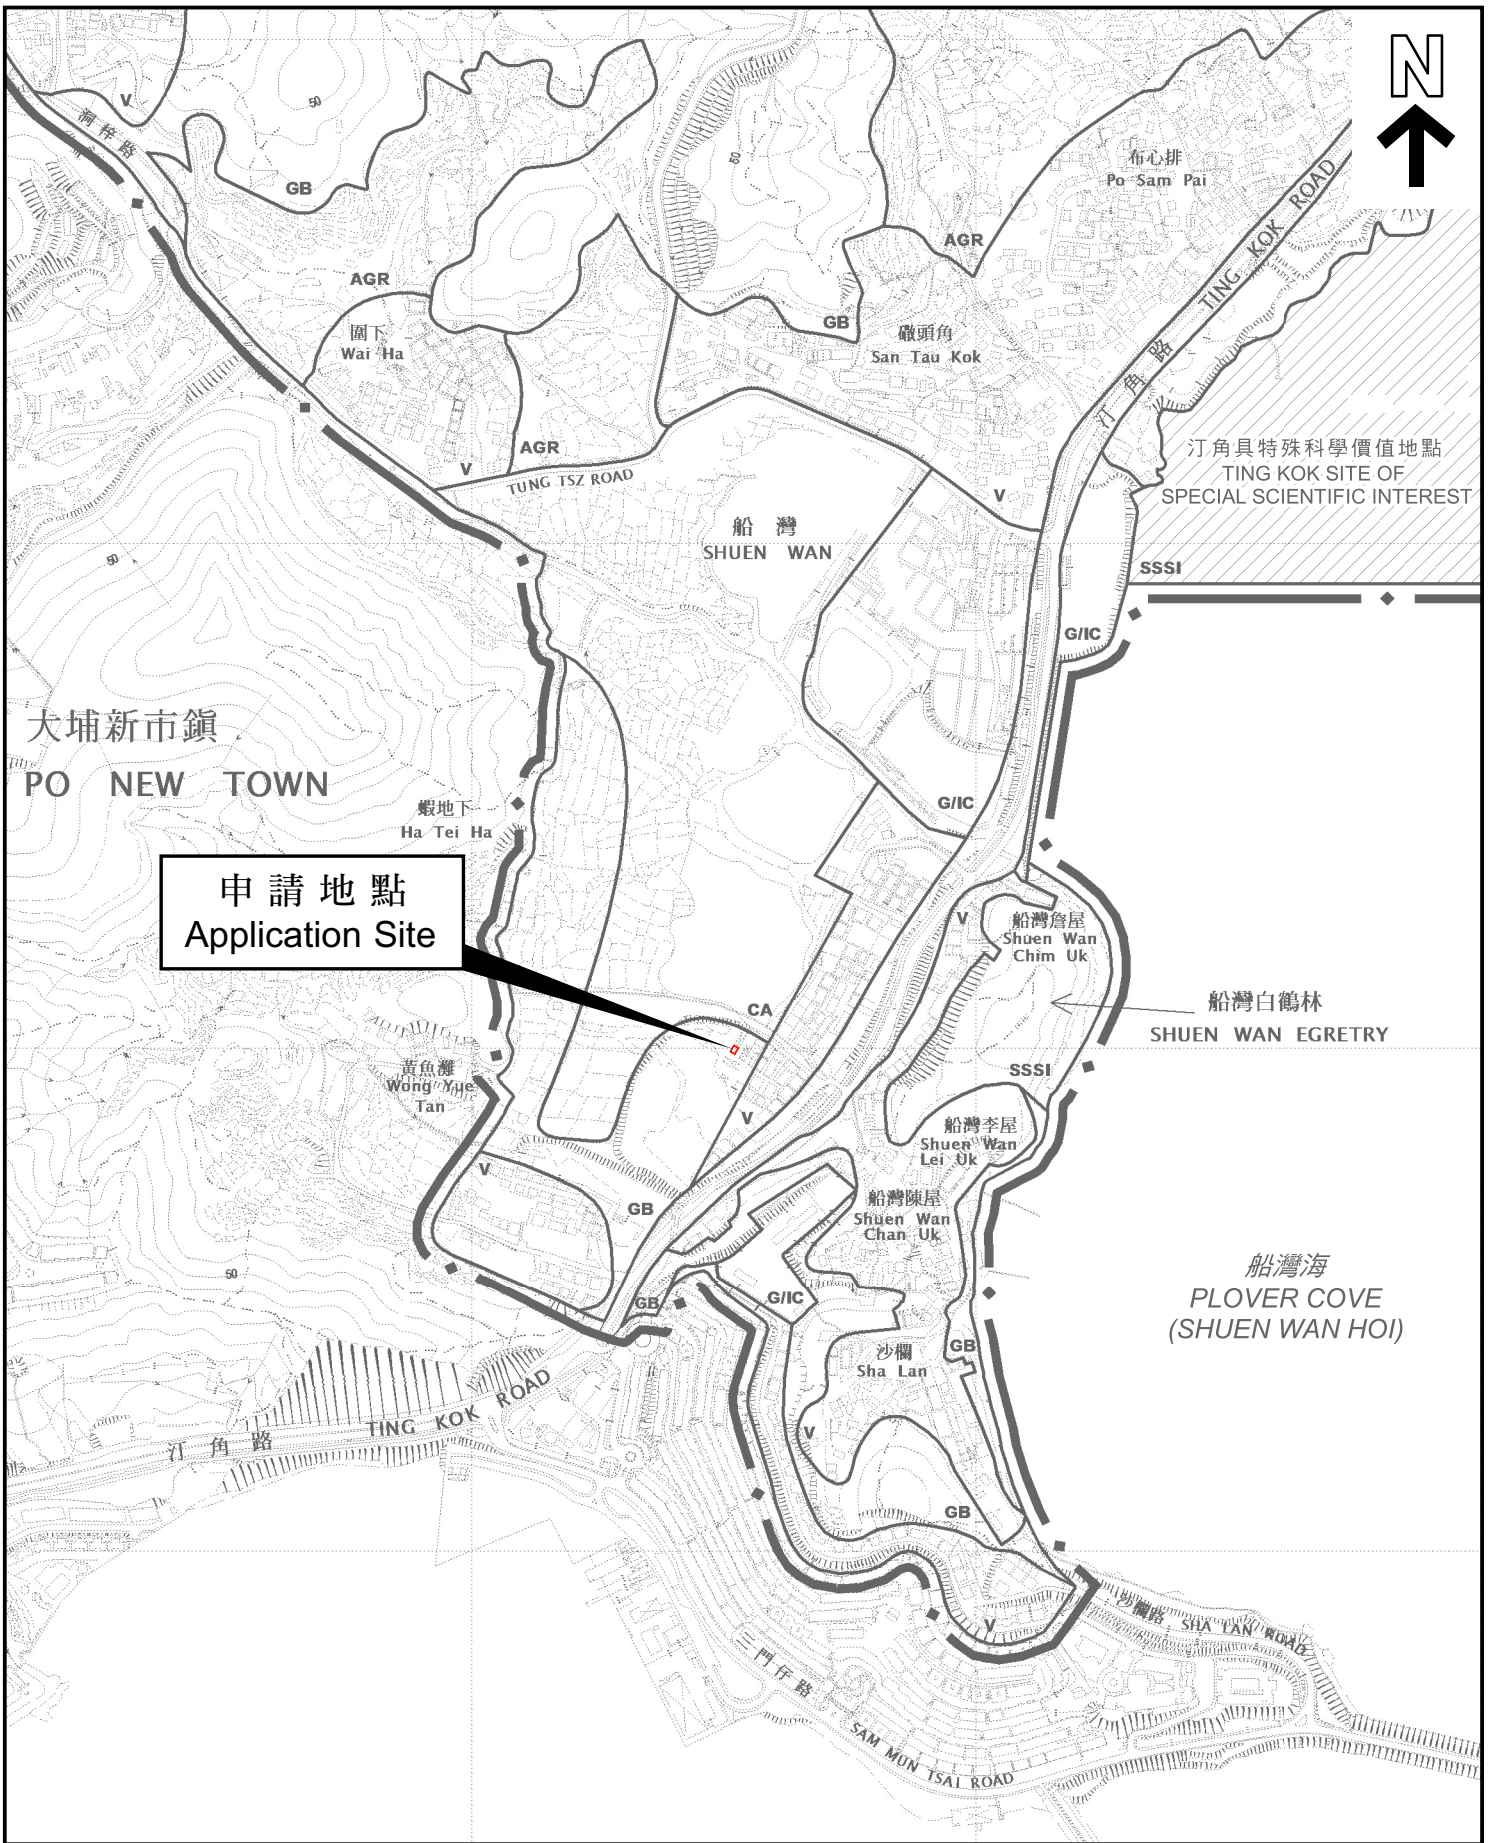 N
V
50
洞梓路
GB
50
布心排
Po Sam Pai
AGR
AGR
TING KOK ROAD
汀角路
圍下
Wai Ha
GB
磡頭角
San Tau Kok
AGR
V
TUNG TSZ ROAD
汀角具特殊科學價值地點
TING KOK SITE OF
SPECIAL SCIENTIFIC INTEREST
V
船灣
SHUEN WAN
50
SSSI
G/IC
大埔新市鎮
PO NEW TOWN
蝦地下
Ha Tei Ha
G/IC
申請地點
Application Site
V
船灣詹屋
Shuen Wan
Chim Uk
CA
船灣白鶴林
SHUEN WAN EGRETRY
黃魚灘
Wong Yue
Tan
SSSI
V
船灣李屋
Shuen Wan
Lei Uk
V
GB
船灣陳屋
Shuen Wan
Chan Uk
50
GB
G/IC
船灣海
PLOVER COVE
(SHUEN WAN HOI)
GB
沙欄
Sha Lan
TING KOK ROAD
汀角路
V
GB
V
沙欄路 SHA LAN ROAD
三門仔路
SAM MUN TSAI ROAD